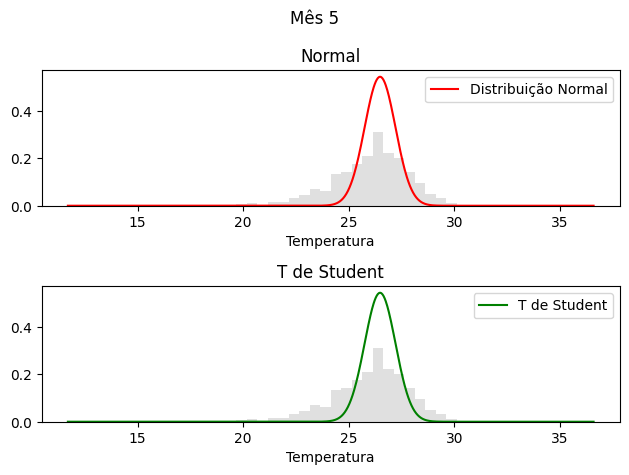 Mês 5
Normal
Distribuição Normal
0.4
0.2
0.0
15 20 25 30 35
Temperatura
T de Student
T de Student
0.4
0.2
0.0
15 20 25 30 35
Temperatura